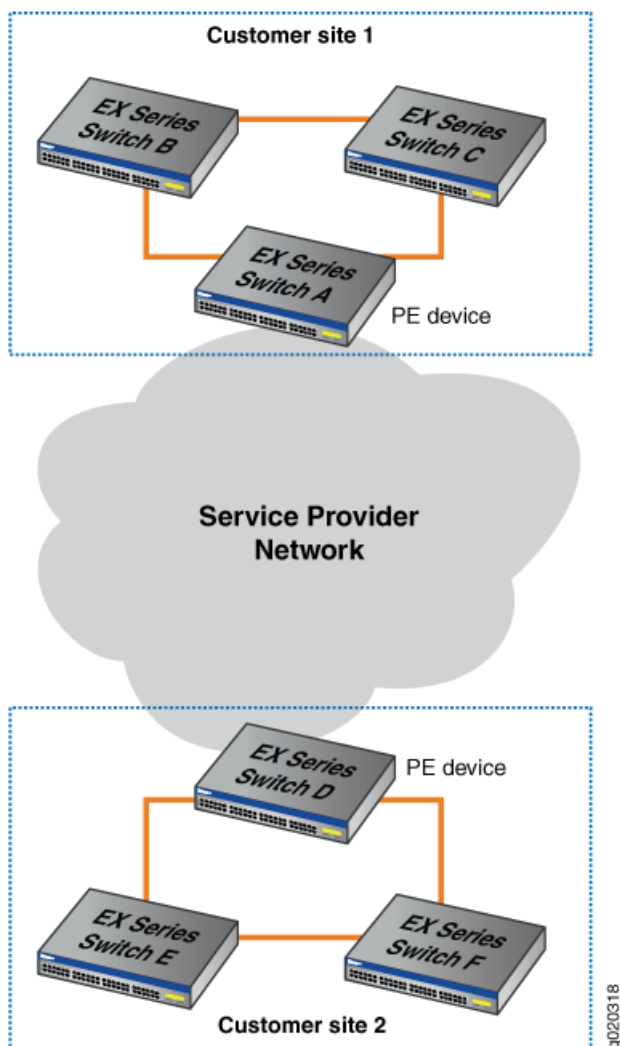 Customer site 1
EX Series
Switch B
EX Series
Switch C
EX Series
Switch A
PE device
Service Provider
Network
EX Series
Switch D
PE device
EX Series
Switch E
EX Series
Switch F
Customer site 2
g020318